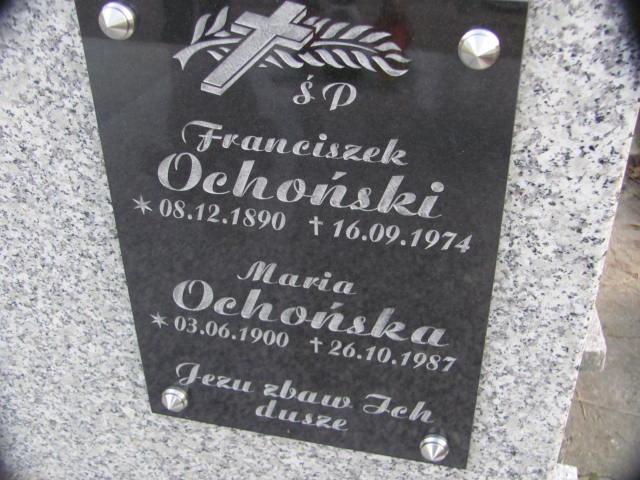 ś P
Franciszek
Ochoński
* 08.12.1890 † 16.09.1974
Maria
Ochońska
* 03.06.1900 † 26.10.1987
Jezu zbaw Ich
dusze